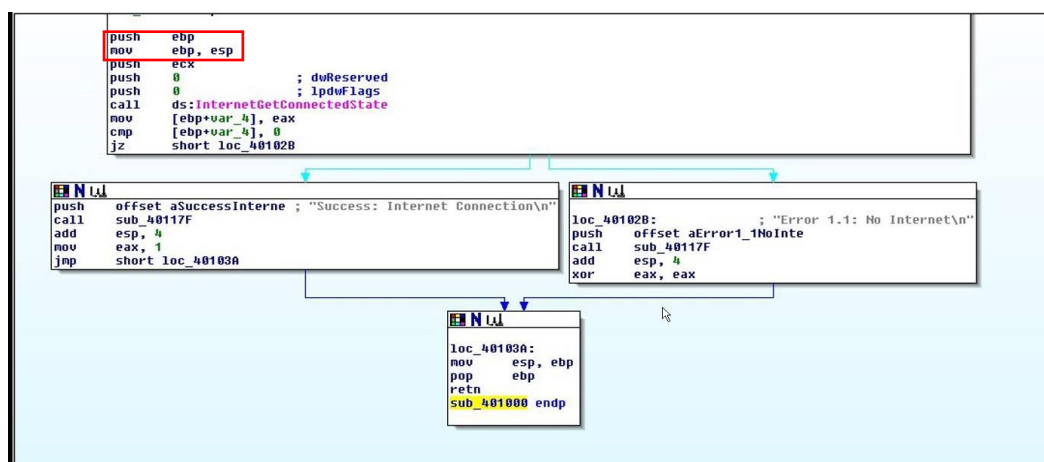 push ebp
mov ebp, esp
push ecx
push 0 ; dwReserved
push 0 ; lpdwFlags
call ds:InternetGetConnectedState
mov [ebp+var_4], eax
cmp [ebp+var_4], 0
jz short loc_40102B
push offset aSuccessInterne ; "Success: Internet Connection\n"
call sub_40117F
add esp, 4
mov eax, 1
jmp short loc_40103A
loc_40102B: ; "Error 1.1: No Internet\n"
push offset aError1_1NoInte
call sub_40117F
add esp, 4
xor eax, eax
loc_40103A:
mov esp, ebp
pop ebp
retn
sub_401000 endp